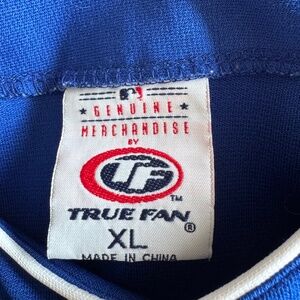 ★ GENUINE ★
MERCHANDISE
BY
TF ™
TRUE FAN ®
XL
MADE IN CHINA